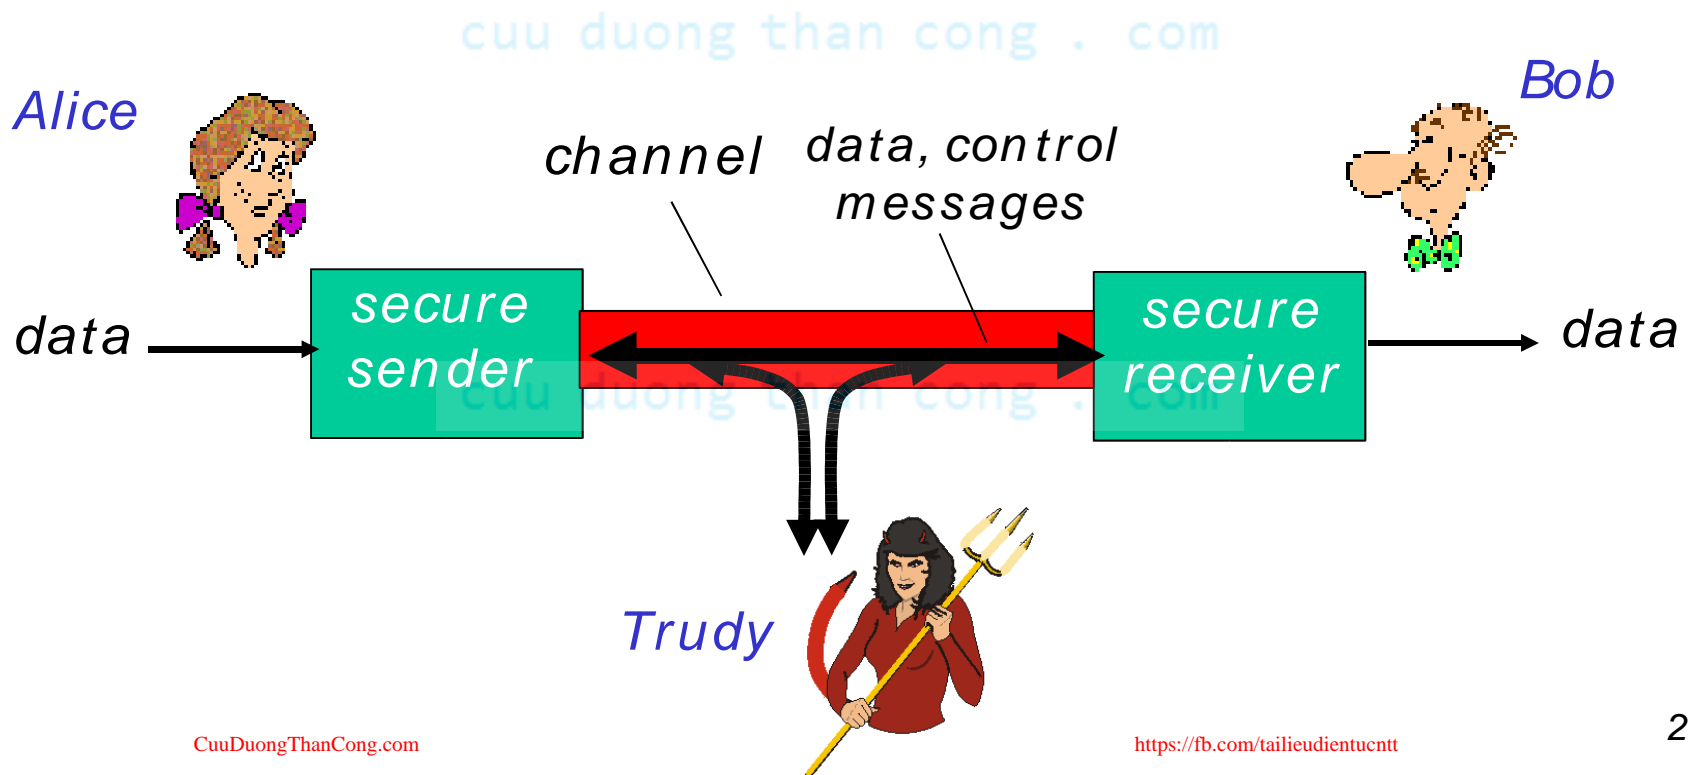 cuu duong than cong . com
Alice
Bob
channel
data, control
messages
data
secure
sender
secure
receiver
data
cuu duong than cong . com
Trudy
CuuDuongThanCong.com
https://fb.com/tailieudientucntt
2